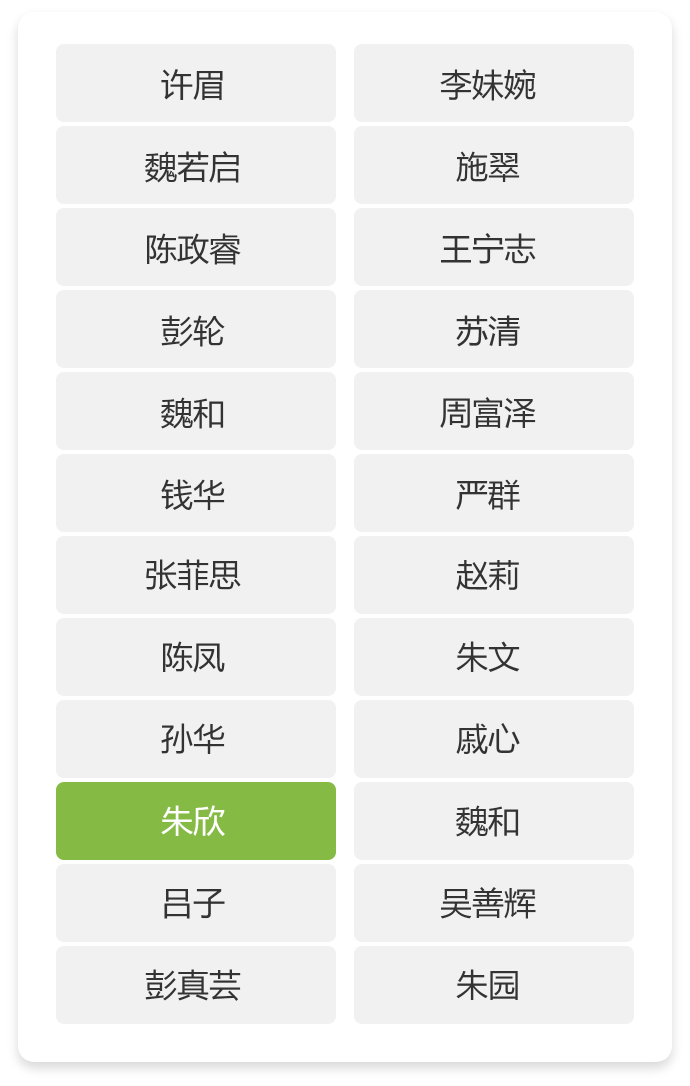 许眉 李妹婉
魏若启 施翠
陈政睿 王宁志
彭轮 苏清
魏和 周富泽
钱华 严群
张菲思 赵莉
陈凤 朱文
孙华 戚心
朱欣 魏和
吕子 吴善辉
彭真芸 朱园